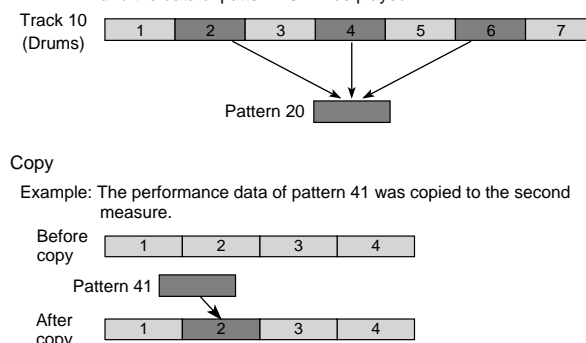 Track 10
(Drums)
1 2 3 4 5 6 7
Pattern 20
Copy
Example: The performance data of pattern 41 was copied to the second
measure.
Before
copy
1 2 3 4
Pattern 41
After
copy
1 2 3 4